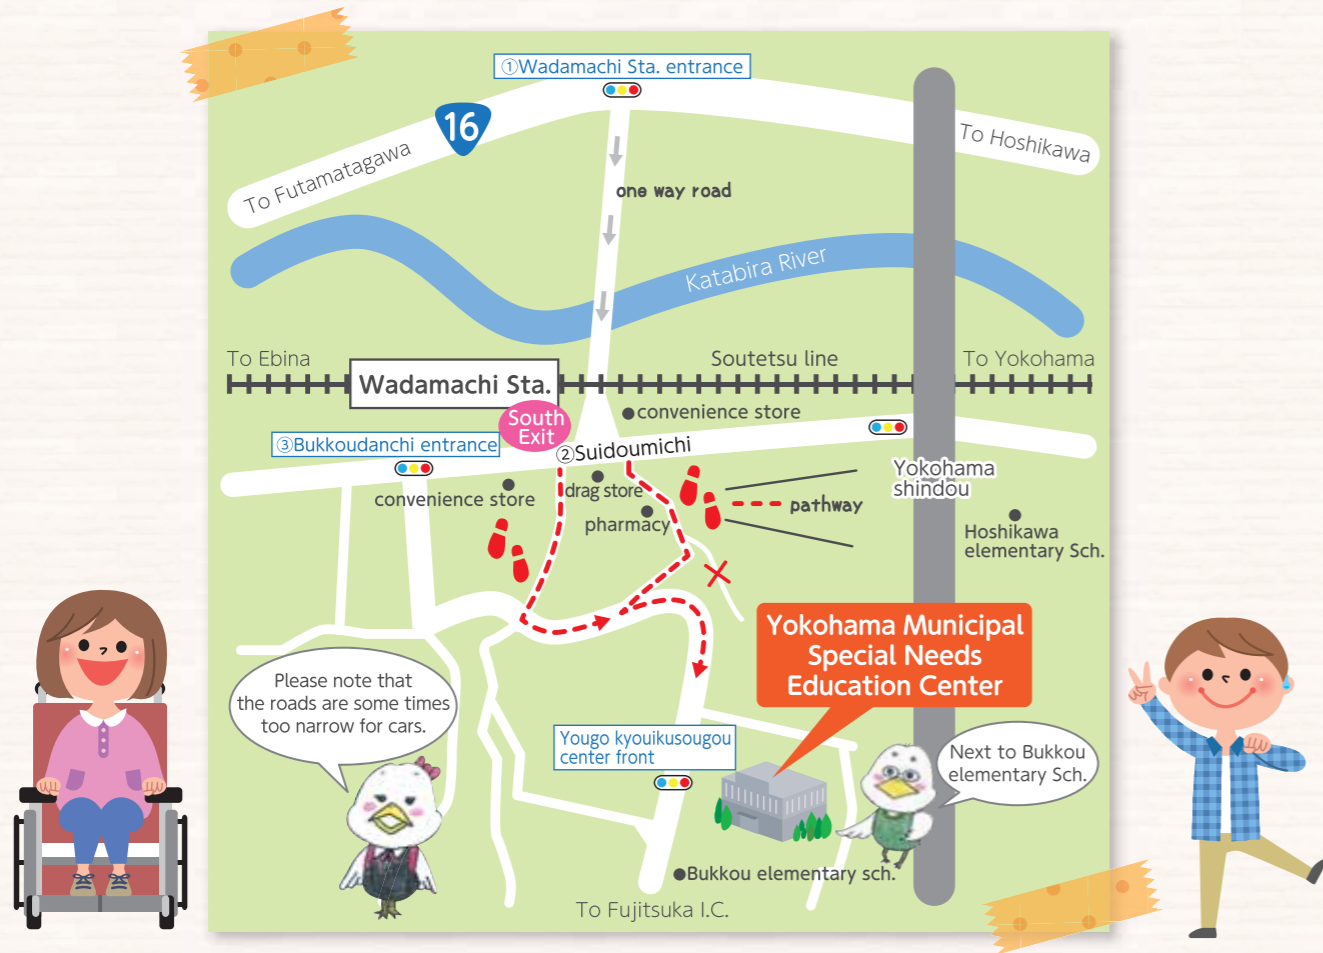 ①Wadamachi Sta. entrance
16
To Futamatagawa
To Hoshikawa
one way road
Katabira River
To Ebina
Wadamachi Sta.
Soutetsu line
To Yokohama
South
Exit
convenience store
③Bukkoudanchi entrance
②Suidoumichi
convenience store
drag store
pharmacy
pathway
Yokohama
shindou
Hoshikawa
elementary Sch.
Yokohama Municipal
Special Needs
Education Center
Please note that
the roads are some times
too narrow for cars.
Yougo kyouikusougou
center front
Next to Bukkou
elementary Sch.
Bukkou elementary sch.
To Fujitsuka I.C.